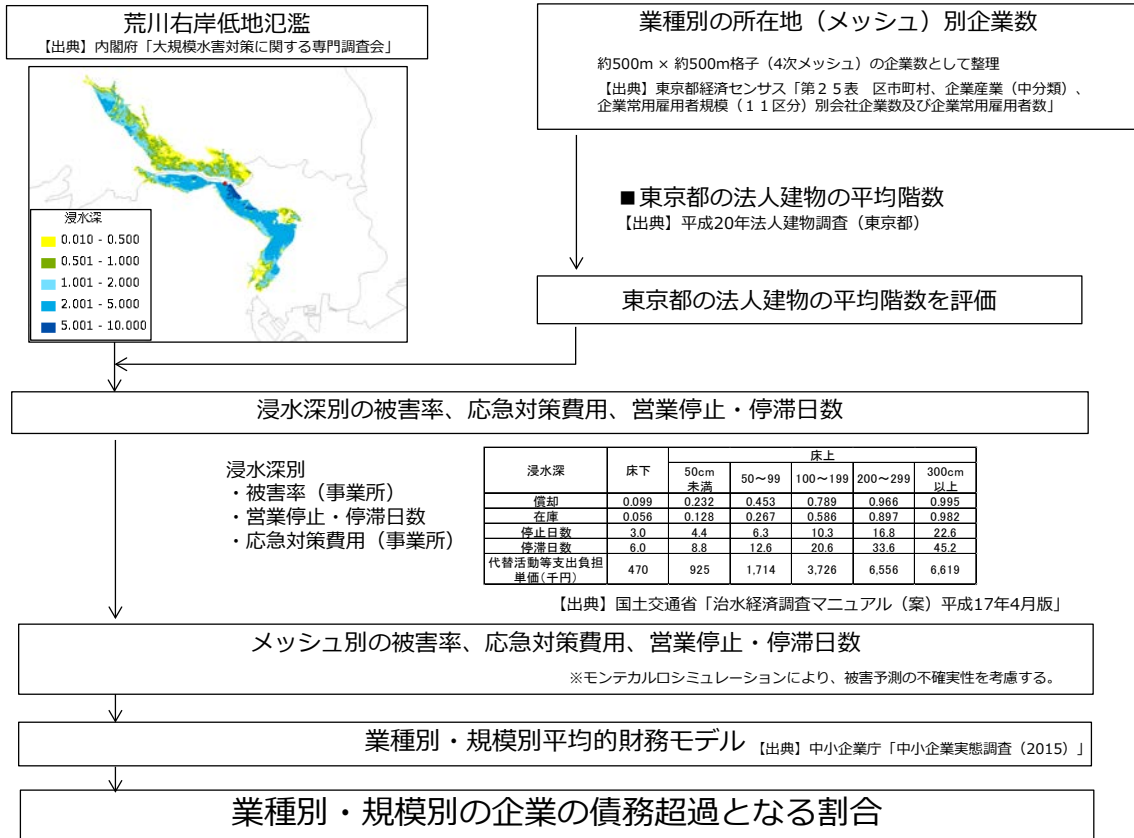 荒川右岸低地氾濫
【出典】内閣府「大規模水害対策に関する専門調査会」
浸水深
0.010 - 0.500
0.501 - 1.000
1.001 - 2.000
2.001 - 5.000
5.001 - 10.000
業種別の所在地（メッシュ）別企業数
約500m × 約500m格子（4次メッシュ）の企業数として整理
【出典】東京都経済センサス「第２５表　区市町村、企業産業（中分類）、
企業常用雇用者規模（１１区分）別会社企業数及び企業常用雇用者数」
■東京都の法人建物の平均階数
【出典】平成20年法人建物調査（東京都）
東京都の法人建物の平均階数を評価
浸水深別の被害率、応急対策費用、営業停止・停滞日数
浸水深別
・被害率（事業所）
・営業停止・停滞日数
・応急対策費用（事業所）
浸水深 床下 床上
50cm未満 50～99 100～199 200～299 300cm以上
償却 0.099 0.232 0.453 0.789 0.966 0.995
在庫 0.056 0.128 0.267 0.586 0.897 0.982
停止日数 3.0 4.4 6.3 10.3 16.8 22.6
停滞日数 6.0 8.8 12.6 20.6 33.6 45.2
代替活動等支出負担単価(千円) 470 925 1,714 3,726 6,556 6,619
【出典】国土交通省「治水経済調査マニュアル（案）平成17年4月版」
メッシュ別の被害率、応急対策費用、営業停止・停滞日数
※モンテカルロシミュレーションにより、被害予測の不確実性を考慮する。
業種別・規模別平均的財務モデル 【出典】中小企業庁「中小企業実態調査（2015）」
業種別・規模別の企業の債務超過となる割合